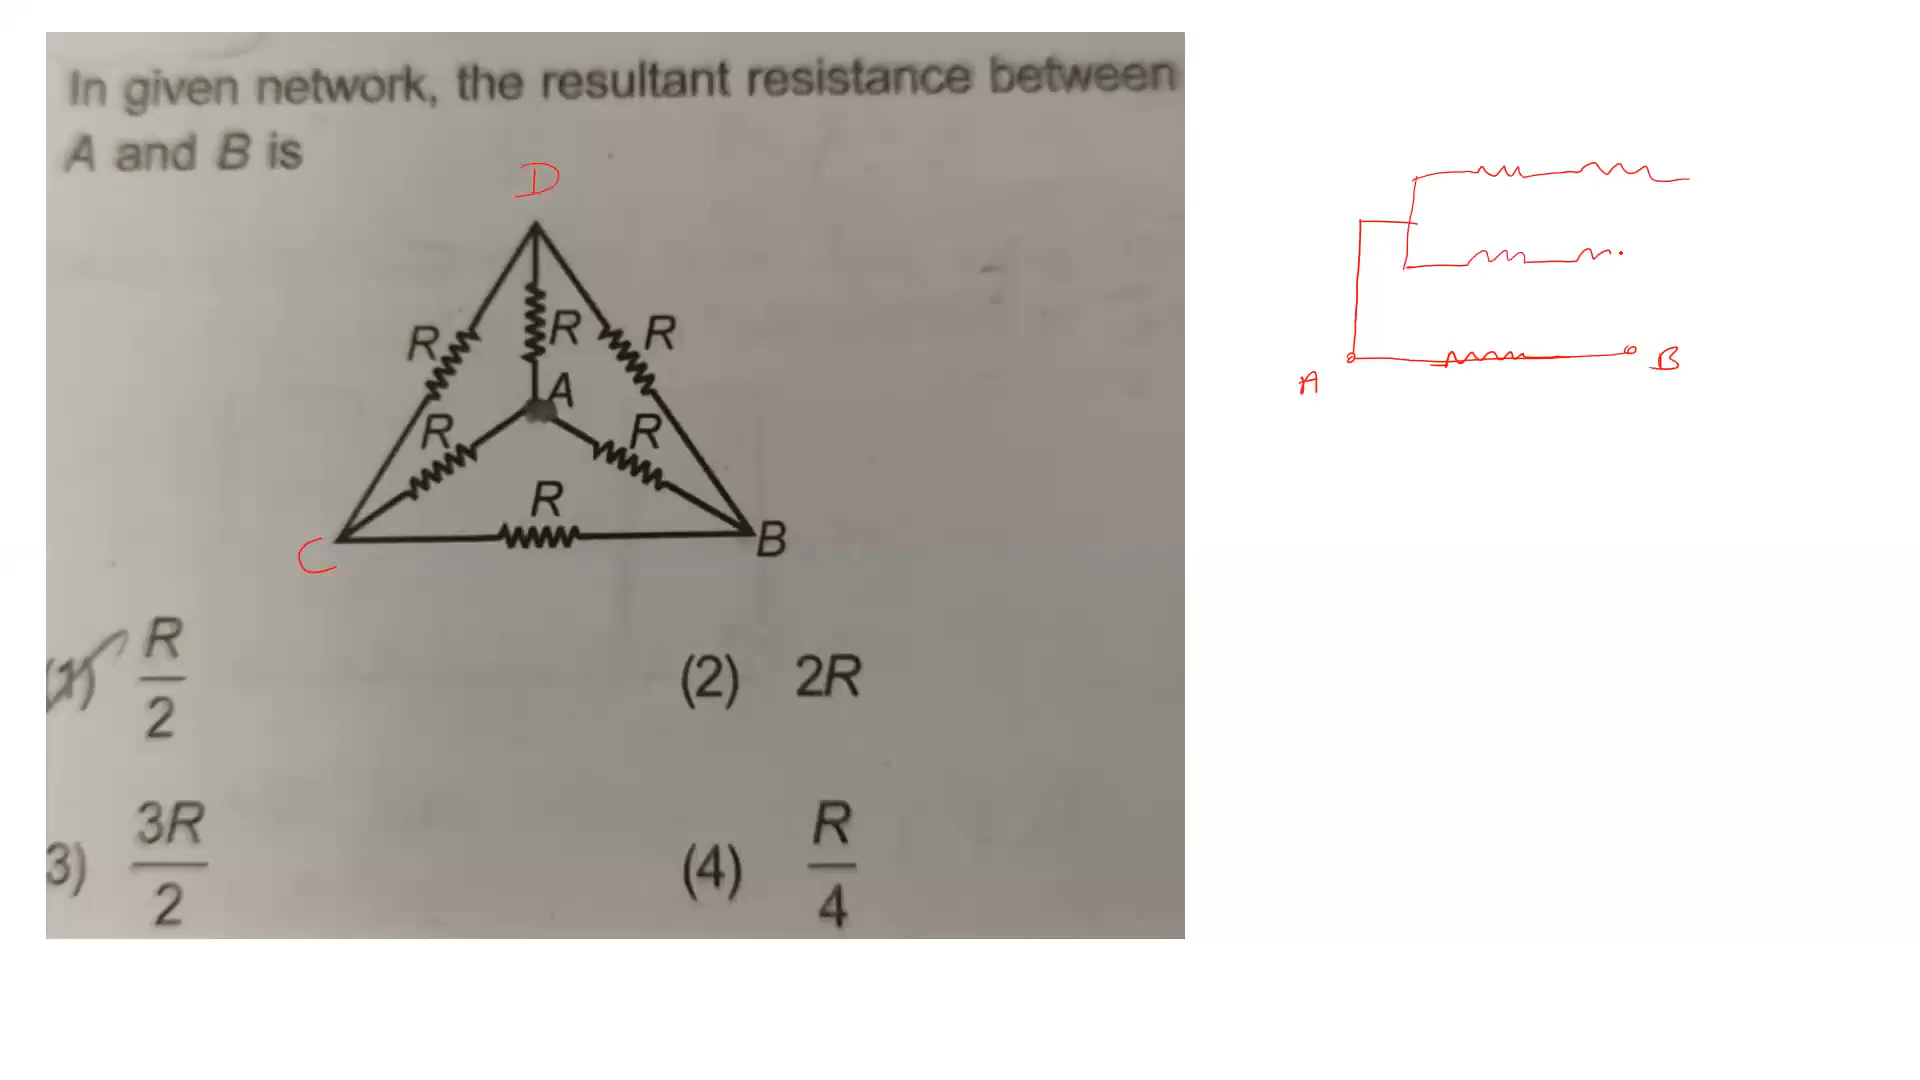 In given network, the resultant resistance between
A and B is
D
R
R
R
A
R
R
R
B
C
(1) R/2
(2) 2R
3) 3R/2
(4) R/4
A
B